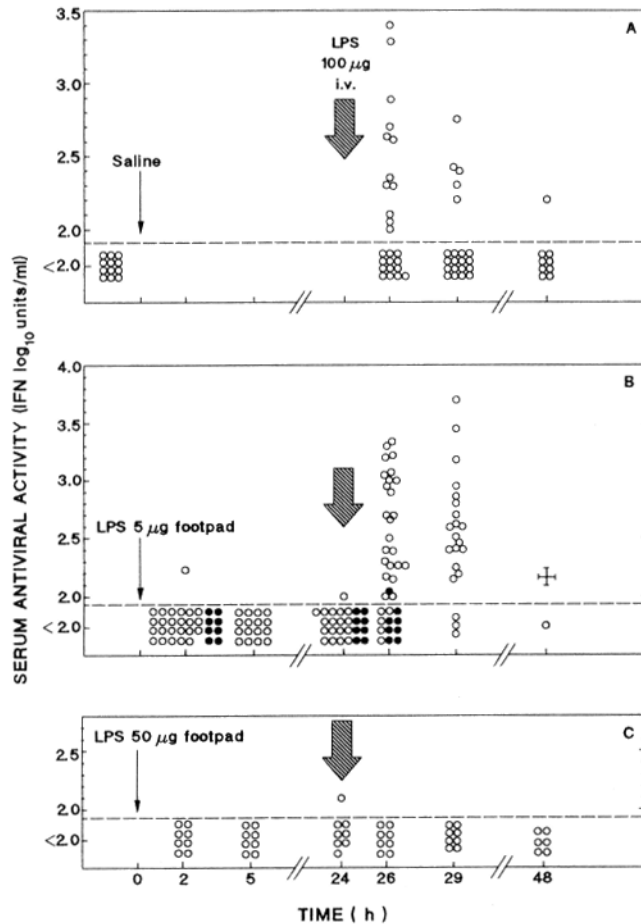 SERUM ANTIVIRAL ACTIVITY (IFN log10 units/ml)
A
3.5
3.0
2.5
2.0
<2.0
Saline
LPS
100 μg
i.v.
B
4.0
3.5
3.0
2.5
2.0
<2.0
LPS 5 μg footpad
C
2.5
2.0
<2.0
LPS 50 μg footpad
0 2 5 24 26 29 48
TIME ( h )